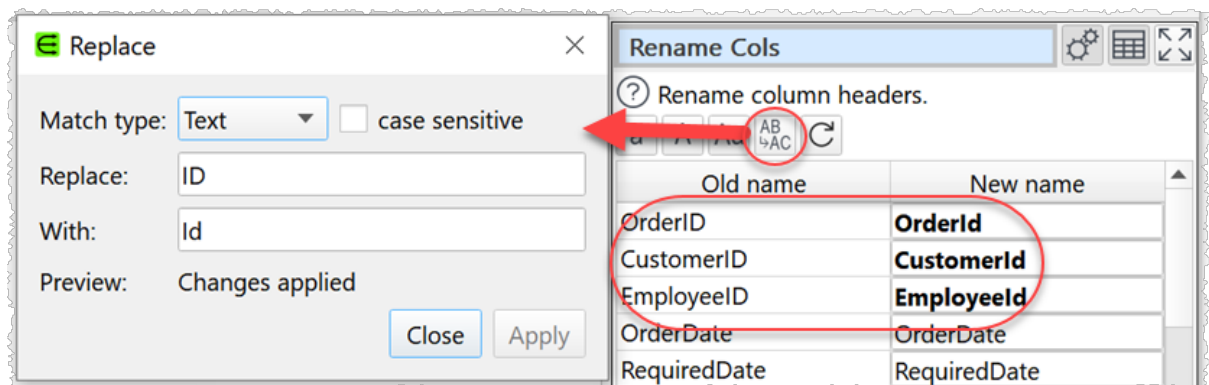 Replace
Match type: Text case sensitive
Replace: ID
With: Id
Preview: Changes applied
Close Apply
Rename Cols
Rename column headers.
AB
AC
Old name New name
OrderID OrderId
CustomerID CustomerId
EmployeeID EmployeeId
OrderDate OrderDate
RequiredDate RequiredDate